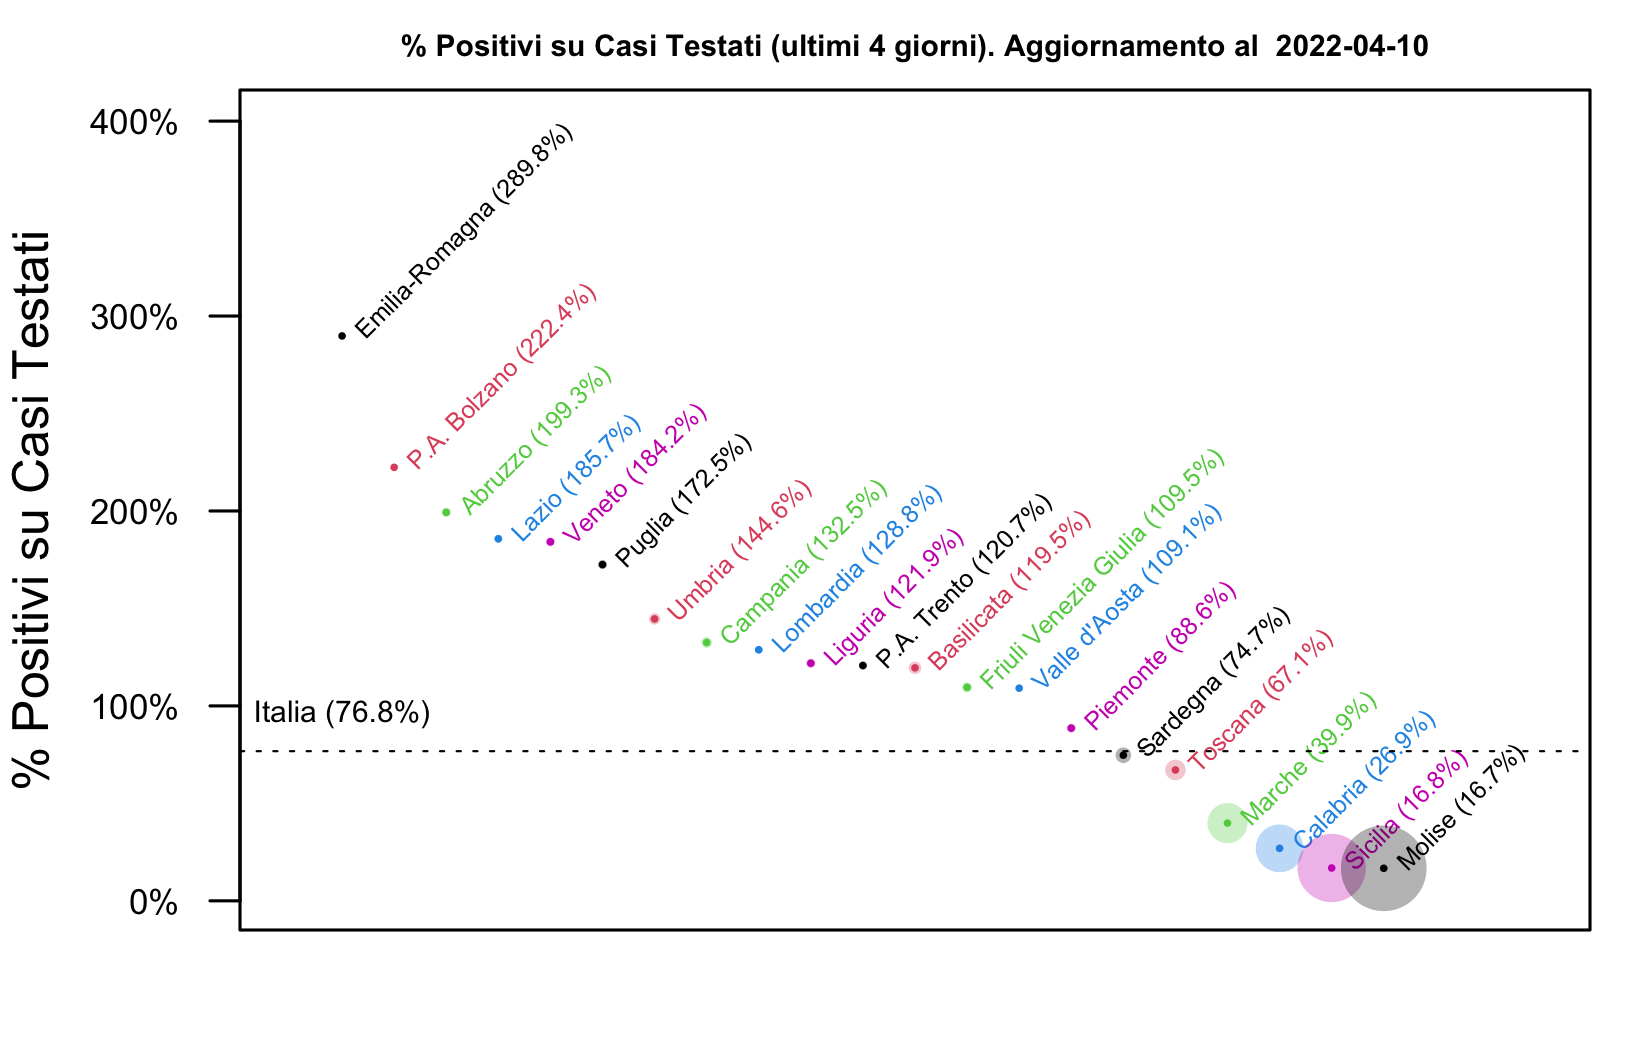 % Positivi su Casi Testati (ultimi 4 giorni). Aggiornamento al  2022-04-10
% Positivi su Casi Testati
400%
300%
200%
100%
0%
Italia (76.8%)
Emilia-Romagna (289.8%)
P.A. Bolzano (222.4%)
Abruzzo (199.3%)
Lazio (185.7%)
Veneto (184.2%)
Puglia (172.5%)
Umbria (144.6%)
Campania (132.5%)
Lombardia (128.8%)
Liguria (121.9%)
P.A. Trento (120.7%)
Basilicata (119.5%)
Friuli Venezia Giulia (109.5%)
Valle d'Aosta (109.1%)
Piemonte (88.6%)
Sardegna (74.7%)
Toscana (67.1%)
Marche (39.9%)
Calabria (26.9%)
Sicilia (16.8%)
Molise (16.7%)